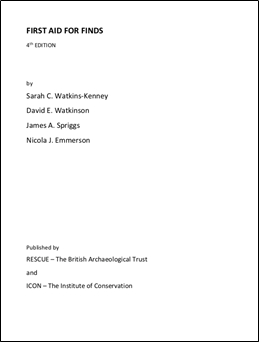 FIRST AID FOR FINDS
4th EDITION
by
Sarah C. Watkins-Kenney
David E. Watkinson
James A. Spriggs
Nicola J. Emmerson
Published by
RESCUE – The British Archaeological Trust
and
ICON – The Institute of Conservation